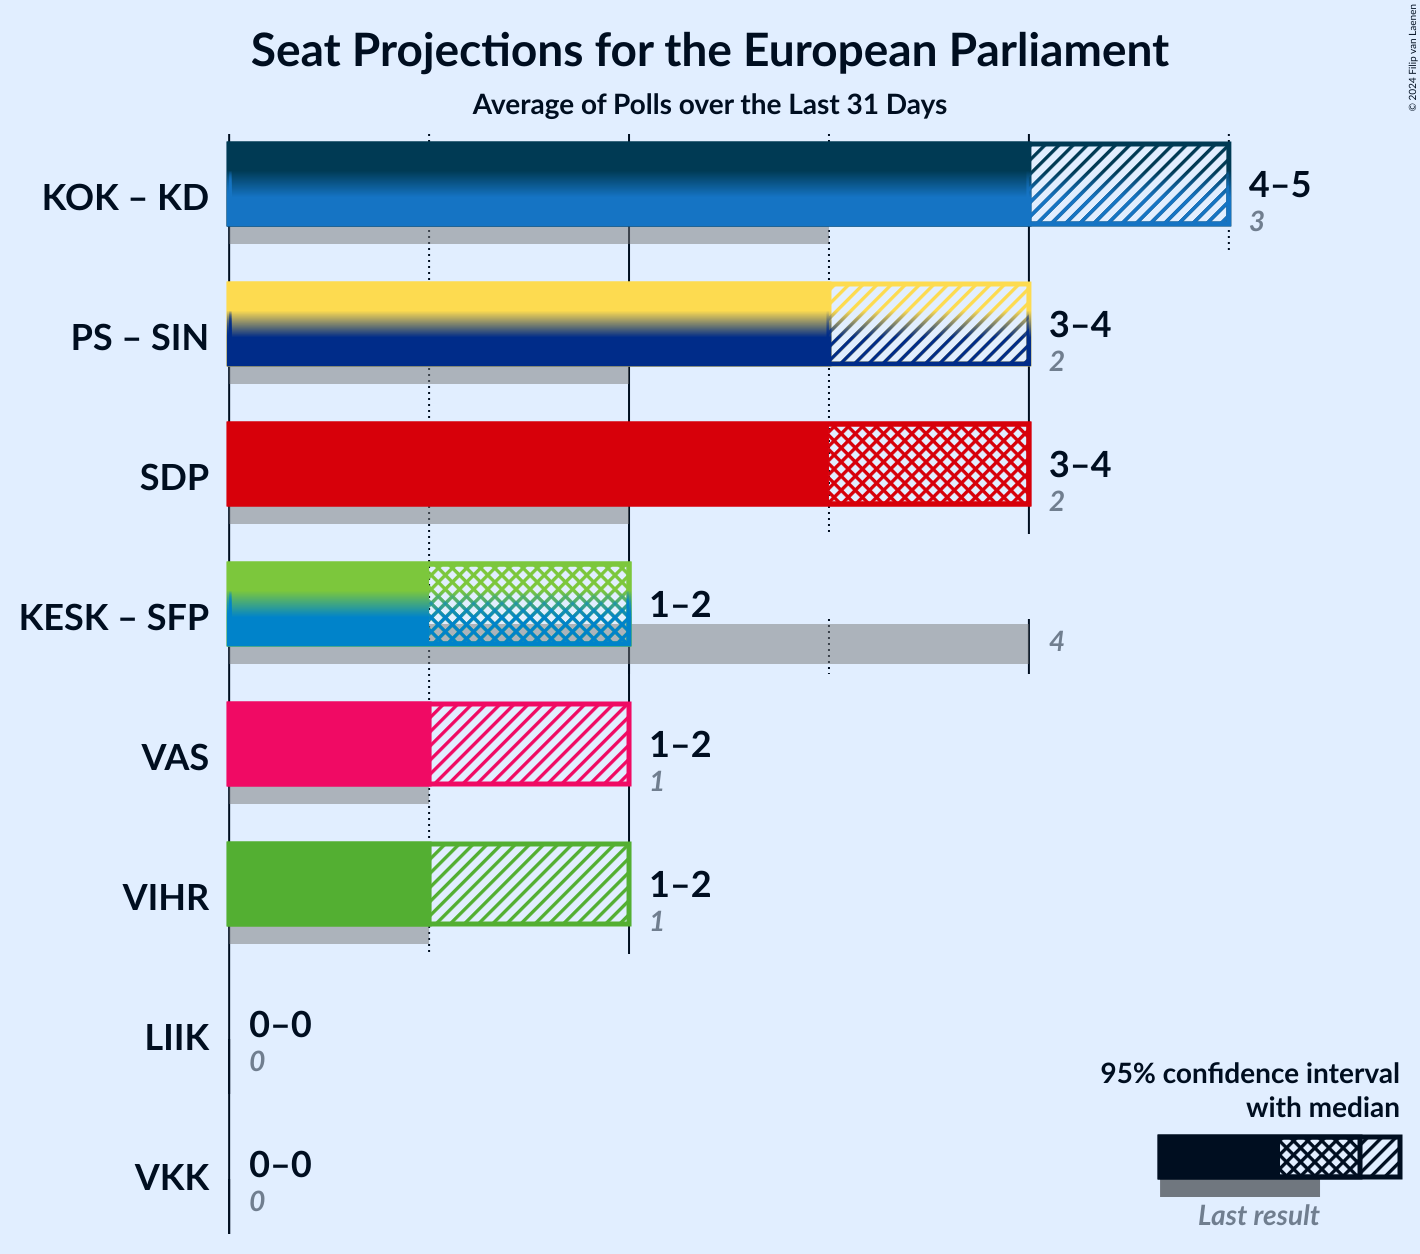 Seat Projections for the European Parliament
Average of Polls over the Last 31 Days
© 2024 Filip van Laenen
KOK – KD
4–5
3
PS – SIN
3–4
2
SDP
3–4
2
KESK – SFP
1–2
4
VAS
1–2
1
VIHR
1–2
1
LIIK
0–0
0
VKK
0–0
0
95% confidence interval
with median
Last result